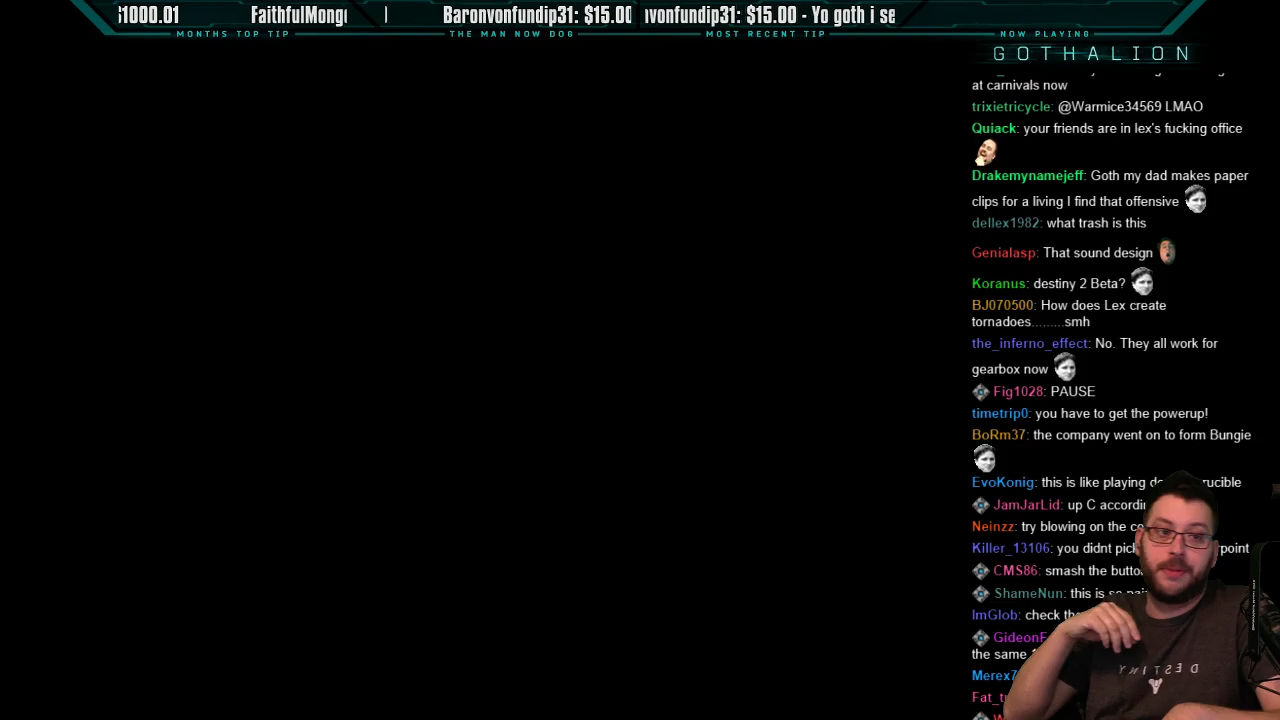 $1000.01 FaithfulMong Baronvonfundip31: $15.00 vonfundip31: $15.00 - Yo goth i se
MONTHS TOP TIP THE MAN NOW DOG MOST RECENT TIP NOW PLAYING
GOTHALION
at carnivals now
trixietricycle: @Warmice34569 LMAO
Quiack: your friends are in lex's fucking office
Drakemynamejeff: Goth my dad makes paper
clips for a living I find that offensive
dellex1982: what trash is this
Genialasp: That sound design
Koranus: destiny 2 Beta?
BJ070500: How does Lex create
tornadoes.........smh
the_inferno_effect: No. They all work for
gearbox now
Fig1028: PAUSE
timetrip0: you have to get the powerup!
BoRm37: the company went on to form Bungie
EvoKonig: this is like playing
JamJarLid: up C
Neinzz: try blowing on the
Killer_13106: you didnt
CMS86: smash the
ShameNun: this is
ImGlob: check
the same
DESTINY